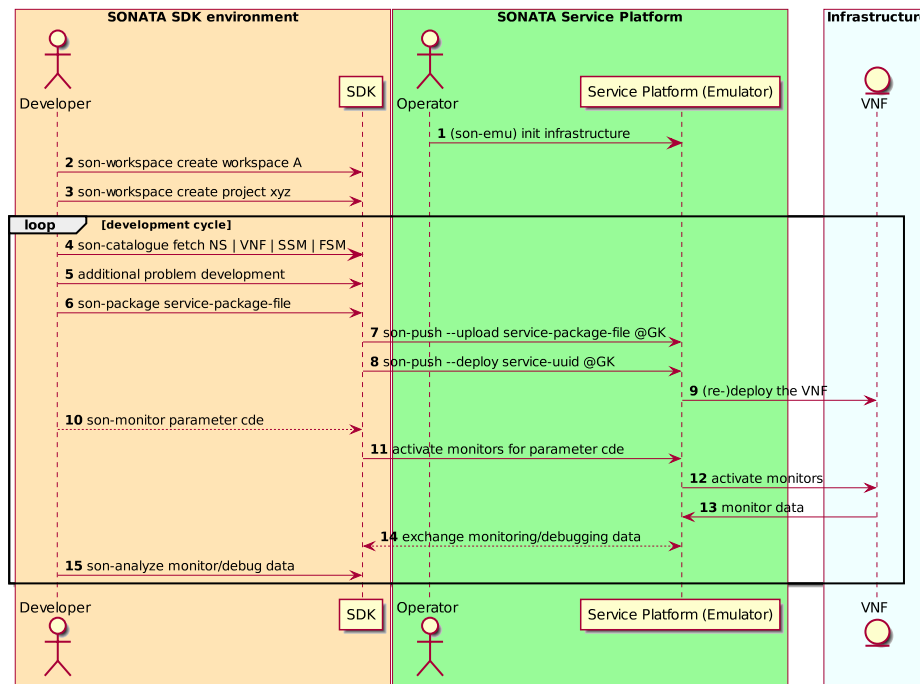 SONATA SDK environment
SONATA Service Platform
Infrastructure
Developer
SDK
Operator
Service Platform (Emulator)
VNF
1 (son-emu) init infrastructure
2 son-workspace create workspace A
3 son-workspace create project xyz
loop
[development cycle]
4 son-catalogue fetch NS | VNF | SSM | FSM
5 additional problem development
6 son-package service-package-file
7 son-push --upload service-package-file @GK
8 son-push --deploy service-uuid @GK
9 (re-)deploy the VNF
10 son-monitor parameter cde
11 activate monitors for parameter cde
12 activate monitors
13 monitor data
14 exchange monitoring/debugging data
15 son-analyze monitor/debug data
Developer
SDK
Operator
Service Platform (Emulator)
VNF